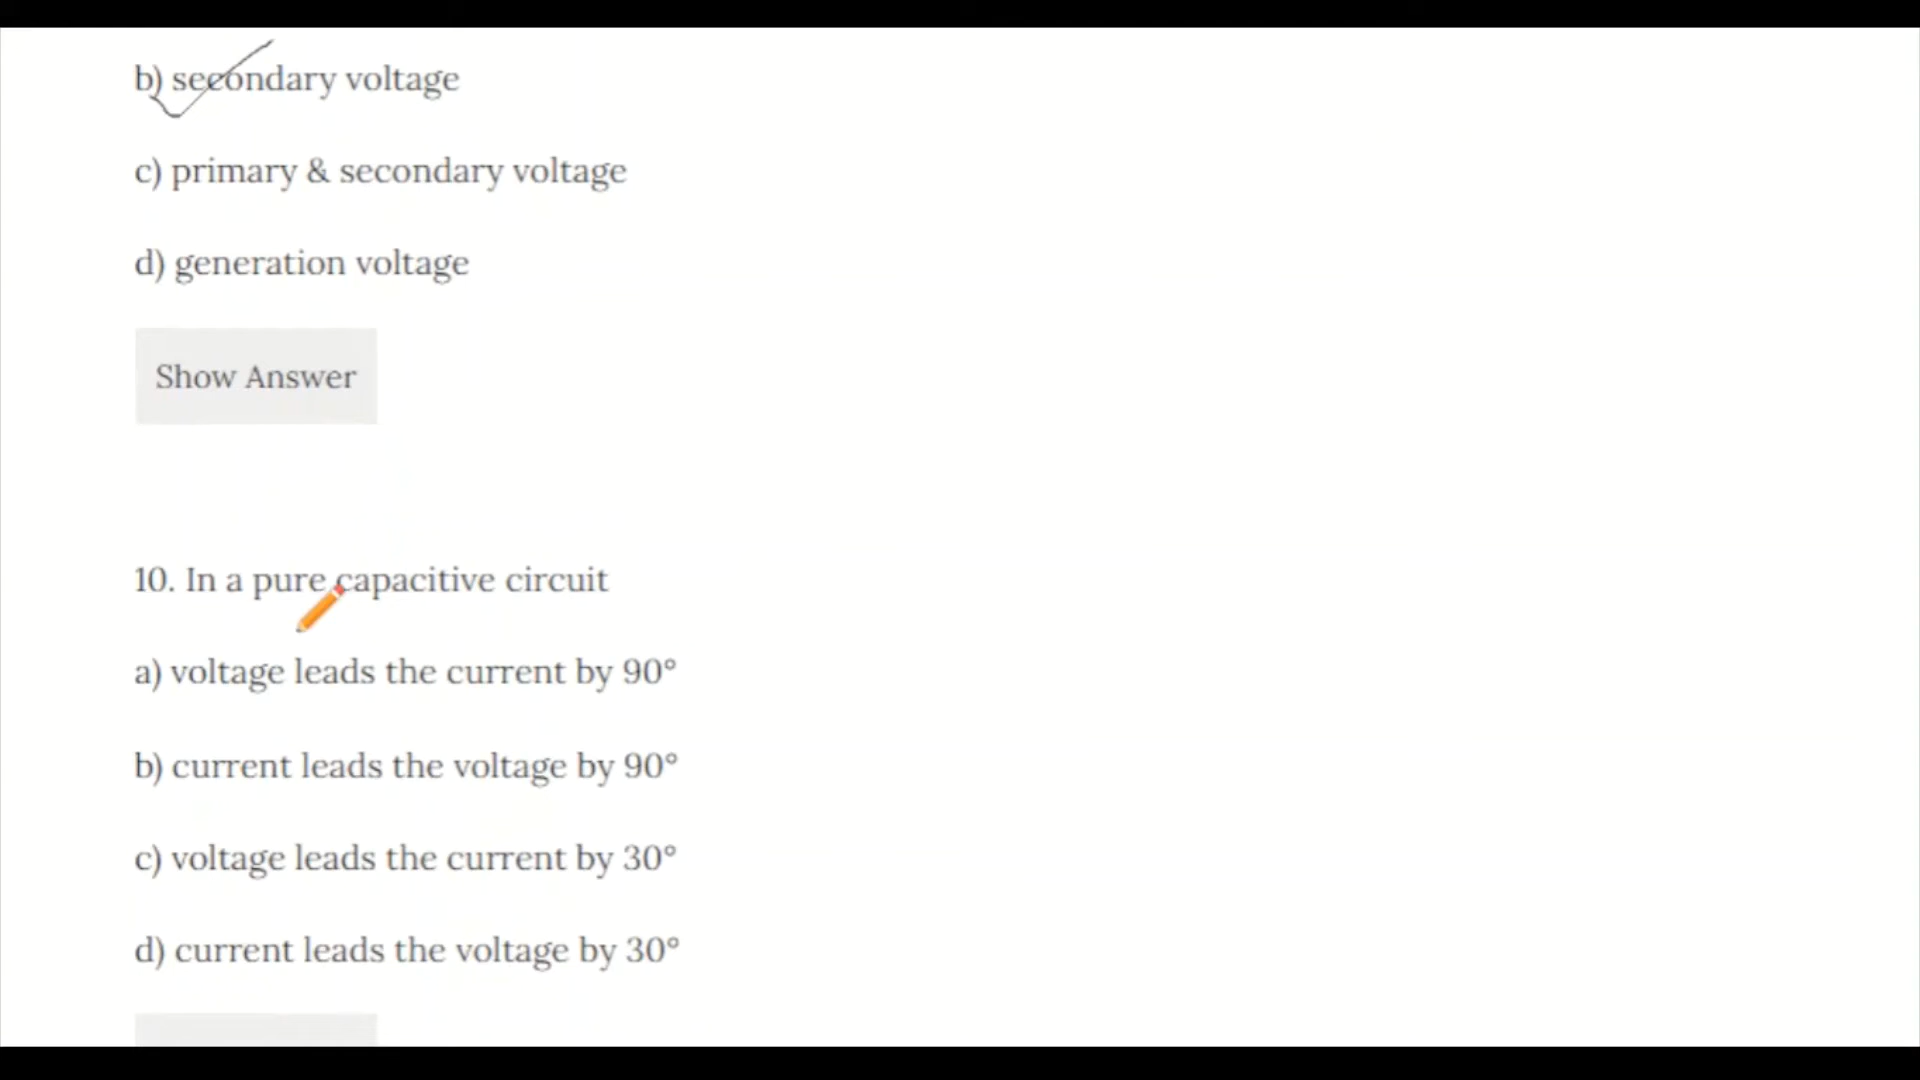 b) secondary voltage
c) primary & secondary voltage
d) generation voltage
Show Answer
10. In a pure capacitive circuit
a) voltage leads the current by 90°
b) current leads the voltage by 90°
c) voltage leads the current by 30°
d) current leads the voltage by 30°